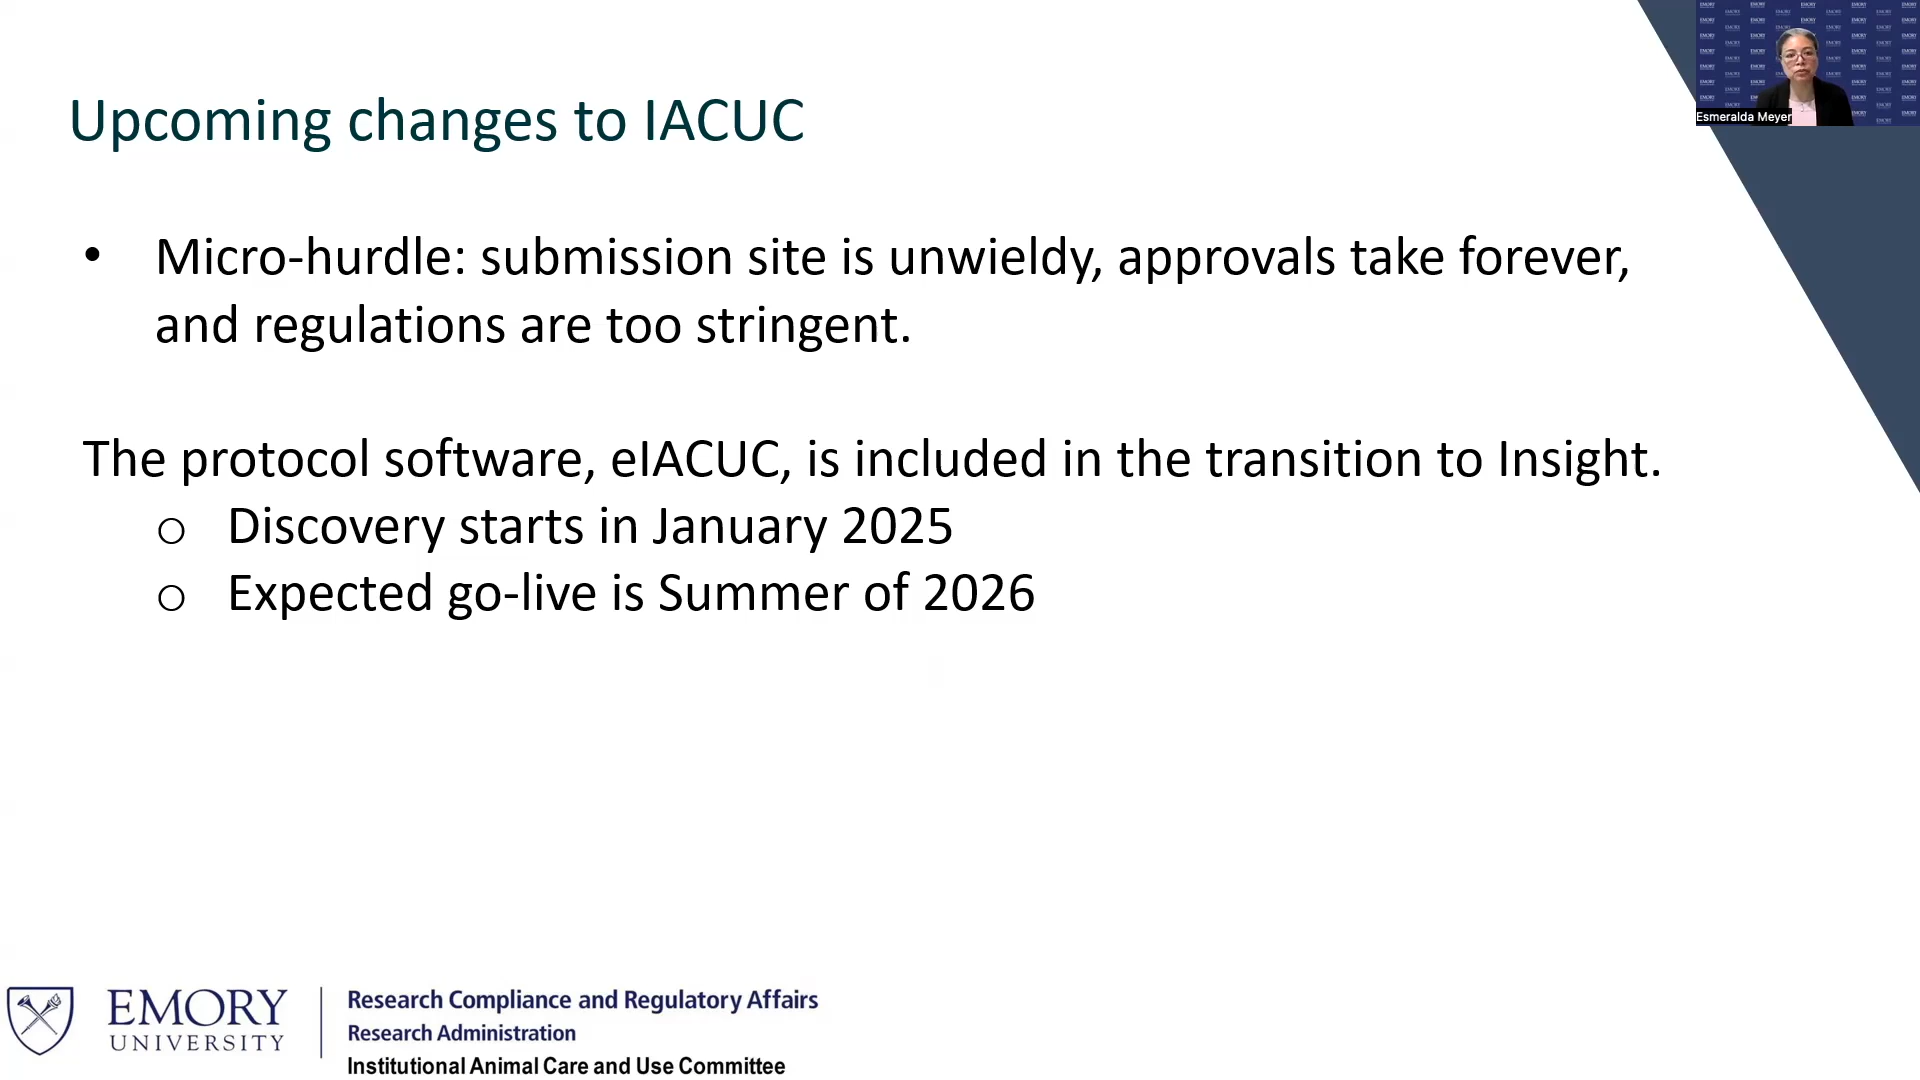 Upcoming changes to IACUC
Esmeralda Meyer
• Micro-hurdle: submission site is unwieldy, approvals take forever,
and regulations are too stringent.
The protocol software, eIACUC, is included in the transition to Insight.
o Discovery starts in January 2025
o Expected go-live is Summer of 2026
EMORY
UNIVERSITY
Research Compliance and Regulatory Affairs
Research Administration
Institutional Animal Care and Use Committee